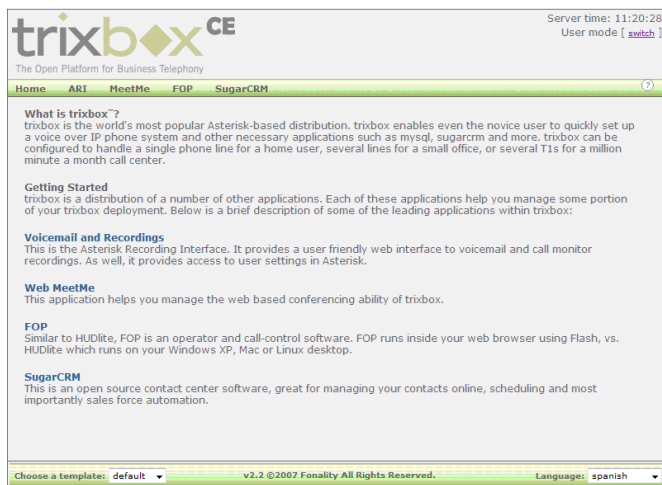 trixbox CE
Server time: 11:20:28
User mode [ switch ]
The Open Platform for Business Telephony
Home ARI MeetMe FOP SugarCRM ?
What is trixbox™?
trixbox is the world's most popular Asterisk-based distribution. trixbox enables even the novice user to quickly set up
a voice over IP phone system and other necessary applications such as mysql, sugarcrm and more. trixbox can be
configured to handle a single phone line for a home user, several lines for a small office, or several T1s for a million
minute a month call center.
Getting Started
trixbox is a distribution of a number of other applications. Each of these applications help you manage some portion
of your trixbox deployment. Below is a brief description of some of the leading applications within trixbox:
Voicemail and Recordings
This is the Asterisk Recording Interface. It provides a user friendly web interface to voicemail and call monitor
recordings. As well, it provides access to user settings in Asterisk.
Web MeetMe
This application helps you manage the web based conferencing ability of trixbox.
FOP
Similar to HUDlite, FOP is an operator and call-control software. FOP runs inside your web browser using Flash, vs.
HUDlite which runs on your Windows XP, Mac or Linux desktop.
SugarCRM
This is an open source contact center software, great for managing your contacts online, scheduling and most
importantly sales force automation.
Choose a template: default v2.2 ©2007 Fonality All Rights Reserved. Language: spanish